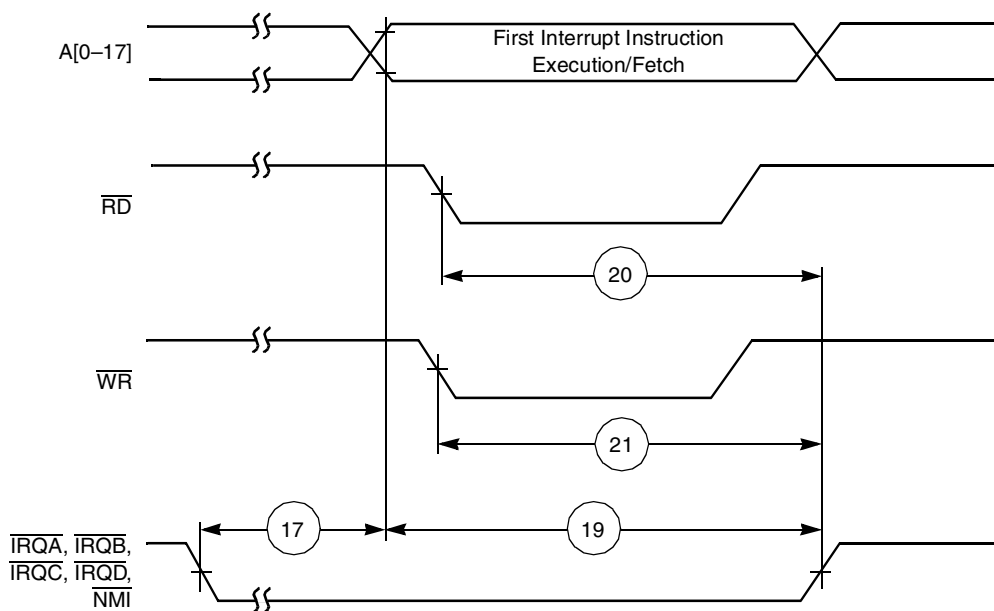 A[0–17]
First Interrupt Instruction
Execution/Fetch
RD
20
WR
21
17
19
IRQA, IRQB,
IRQC, IRQD,
NMI